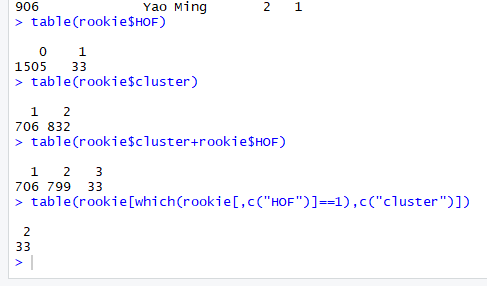 906 Yao Ming 2 1
> table(rookie$HOF)
0 1
1505 33
> table(rookie$cluster)
1 2
706 832
> table(rookie$cluster+rookie$HOF)
1 2 3
706 799 33
> table(rookie[which(rookie[,c("HOF")]==1),c("cluster")])
2
33
>